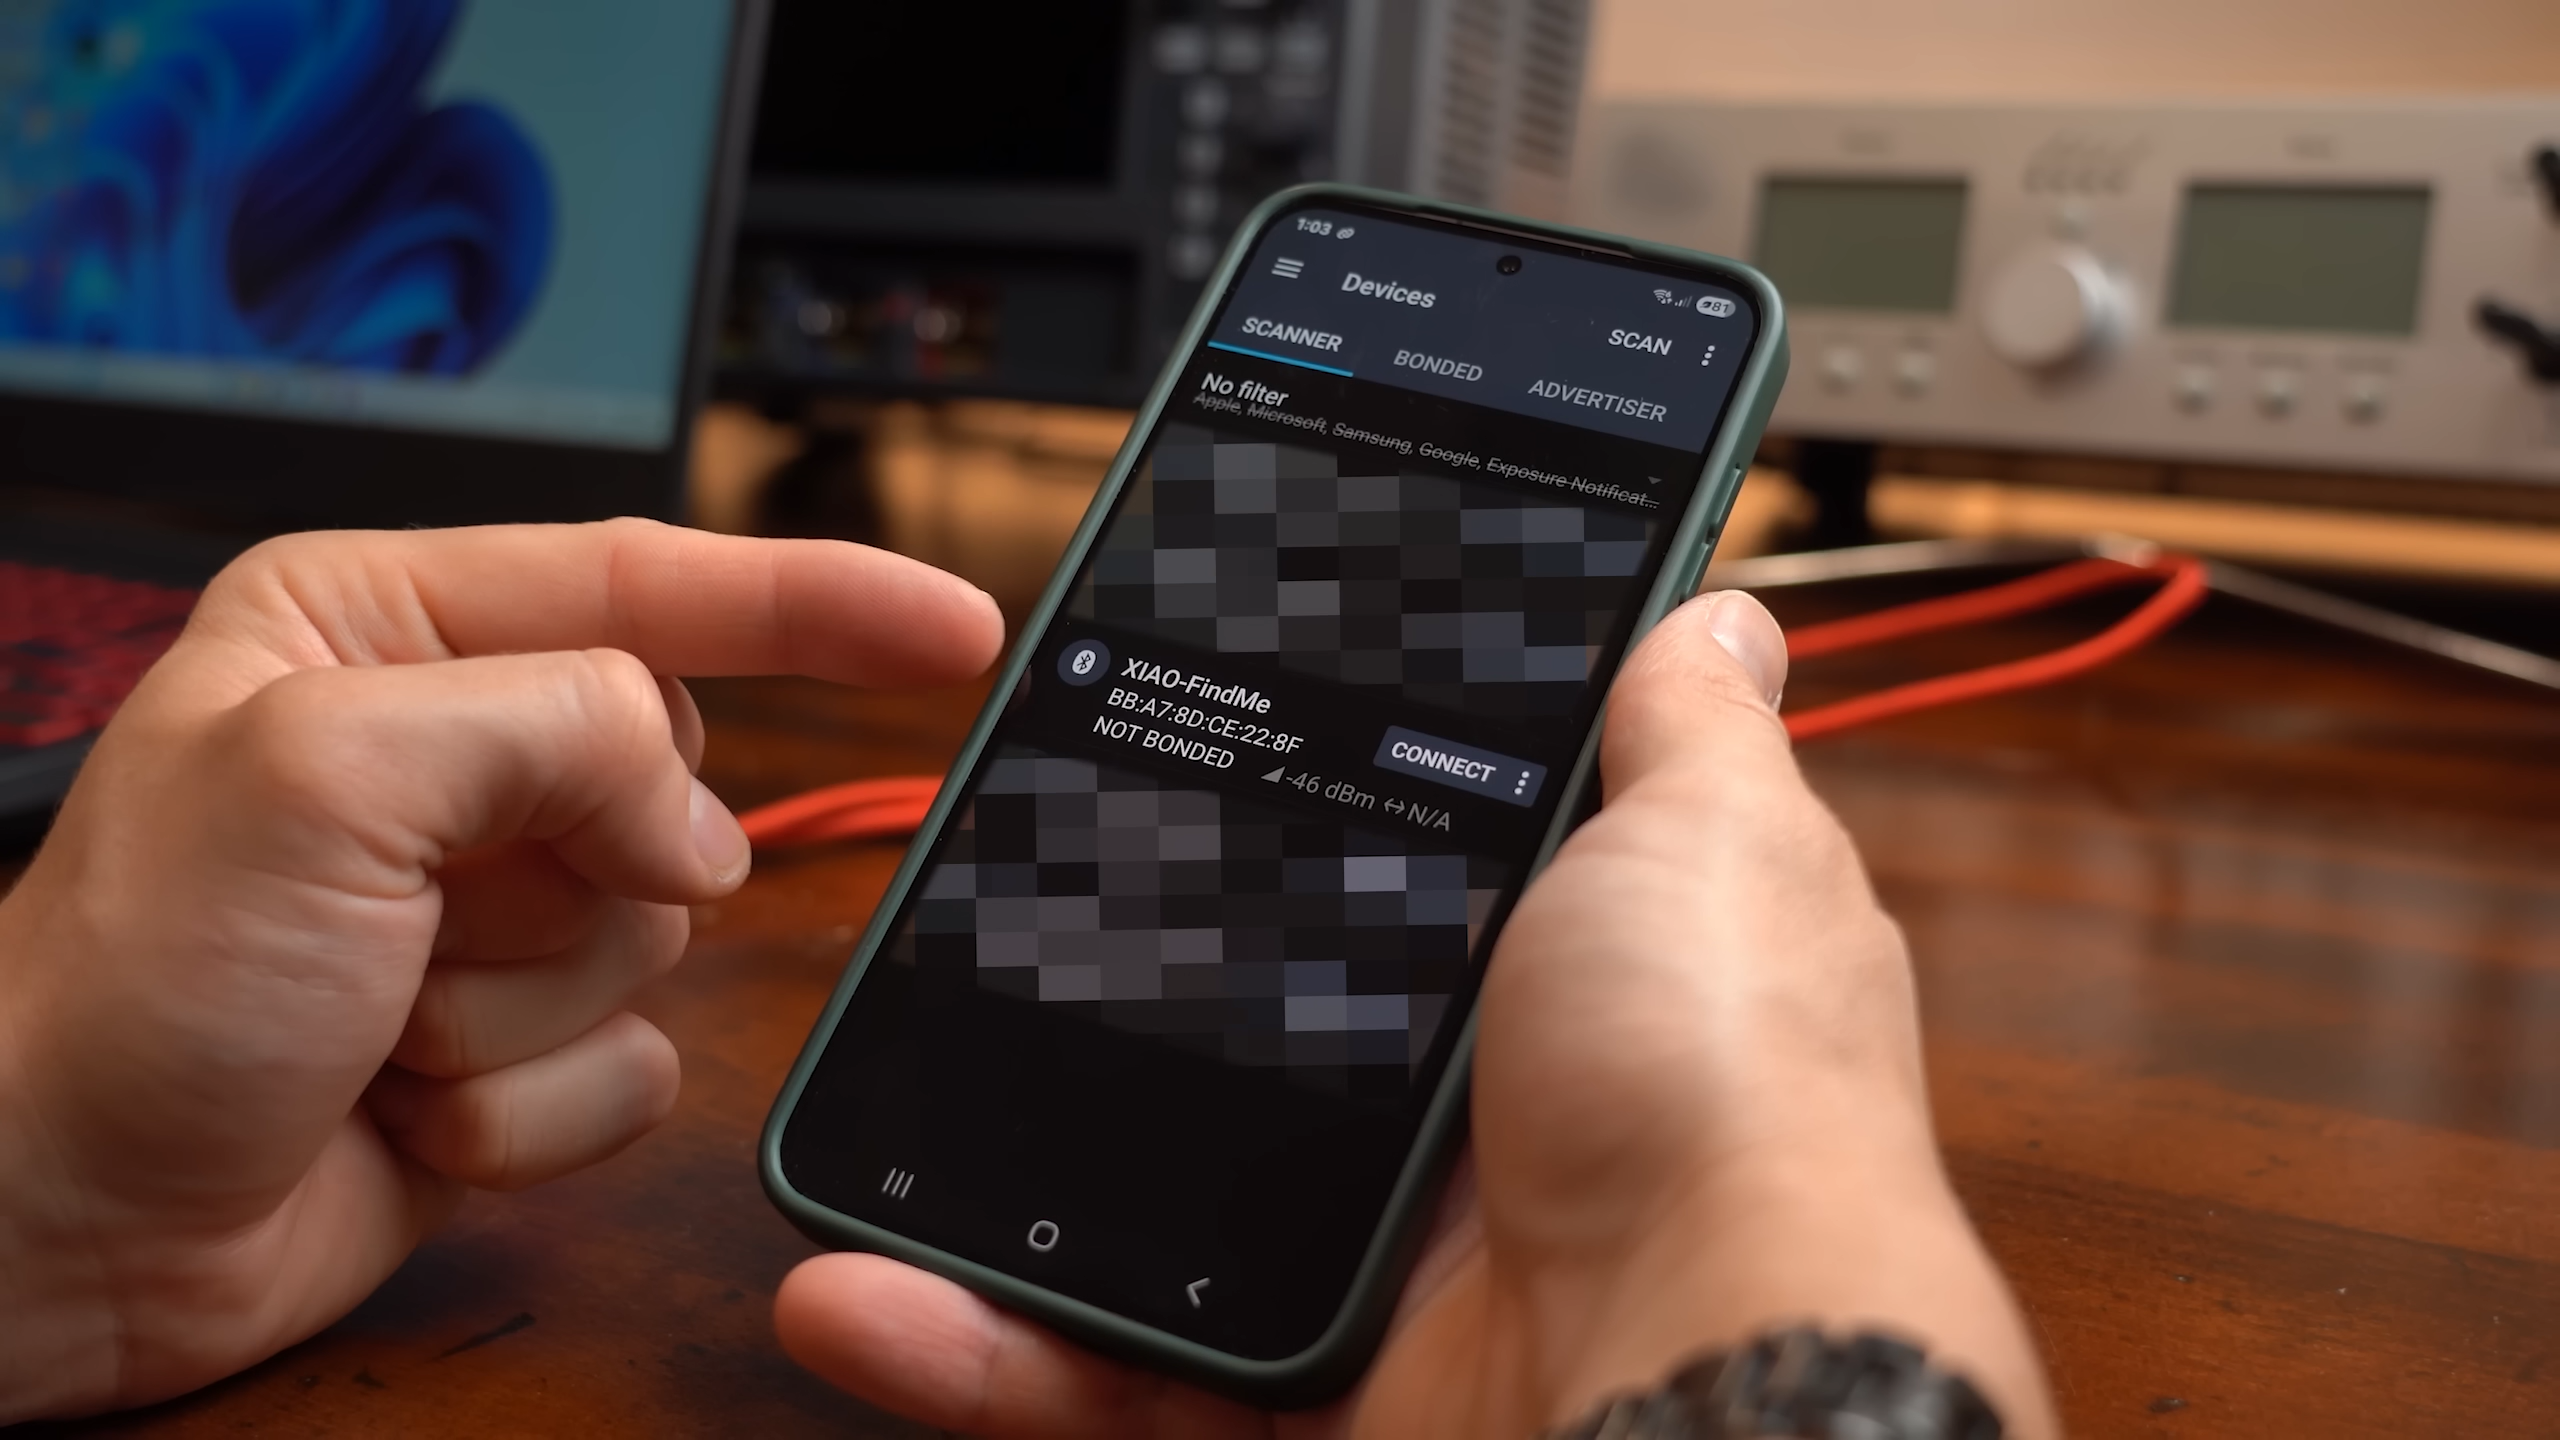 1:03
81
Devices
SCAN
SCANNER BONDED ADVERTISER
No filter
Apple, Microsoft, Samsung, Google, Exposure Notificat...
XIAO-FindMe
BB:A7:8D:CE:22:8F
NOT BONDED
-46 dBm N/A
CONNECT